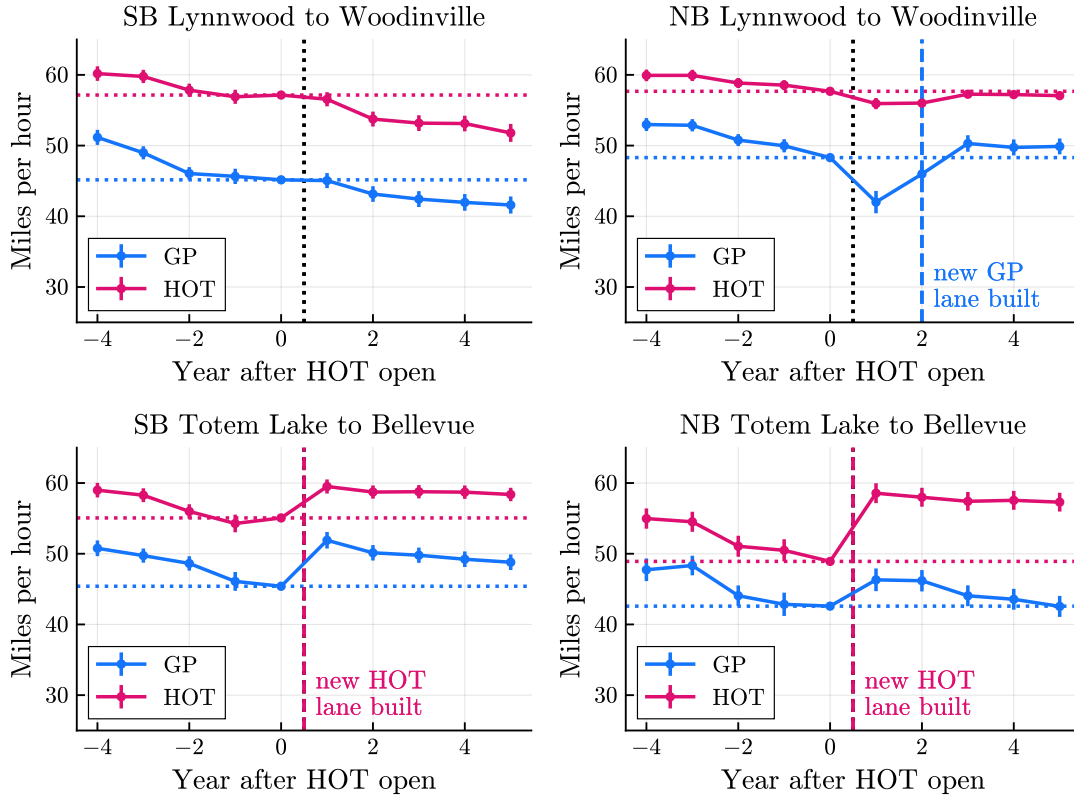 SB Lynnwood to Woodinville
Miles per hour
60
50
40
30
GP
HOT
−4
−2
0
2
4
Year after HOT open
NB Lynnwood to Woodinville
Miles per hour
60
50
40
30
GP
HOT
new GP
lane built
−4
−2
0
2
4
Year after HOT open
SB Totem Lake to Bellevue
Miles per hour
60
50
40
30
GP
HOT
new HOT
lane built
−4
−2
0
2
4
Year after HOT open
NB Totem Lake to Bellevue
Miles per hour
60
50
40
30
GP
HOT
new HOT
lane built
−4
−2
0
2
4
Year after HOT open